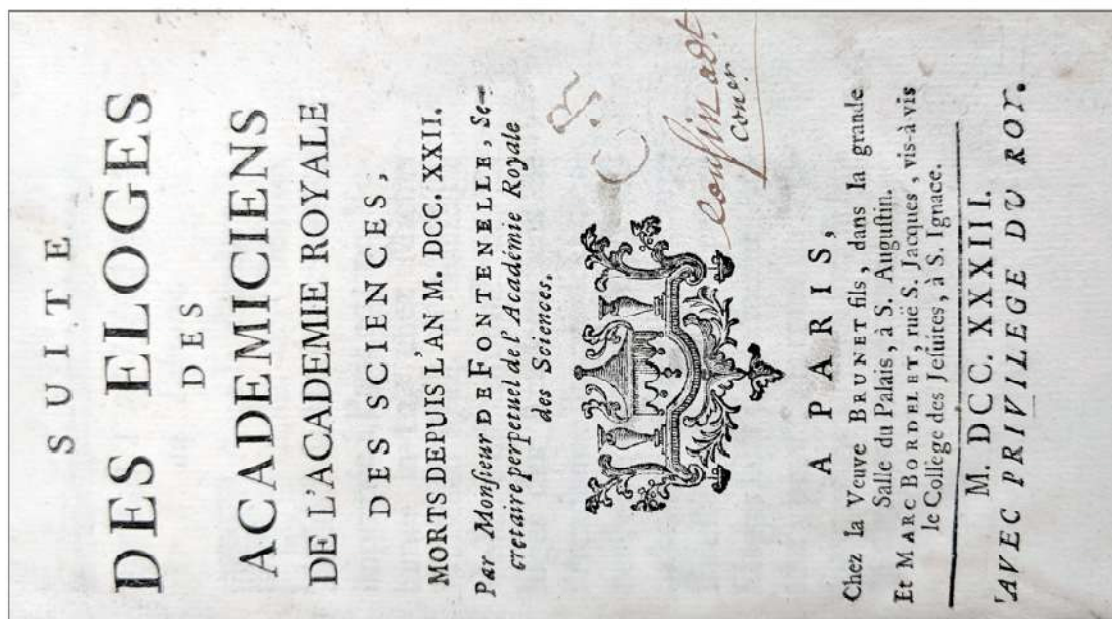 SUITE
DES ELOGES
DES
ACADEMICIENS
DE L'ACADEMIE ROYALE
DES SCIENCES,
MORTS DEPUIS L'AN M. DCC. XXII.
Par Monſieur DE FONTENELLE, Se-
cretaire perpetuel de l'Académie Royale
des Sciences.
A PARIS,
Chez la Veuve BRUNET fils, dans la grande
Salle du Palais, à S. Auguſtin.
Et MARC BORDELET, ruë S. Jacques, vis-à vis
le College des Jeſuites, à S. Ignace.
M. DCC. XXXIII.
AVEC PRIVILEGE DU ROY.